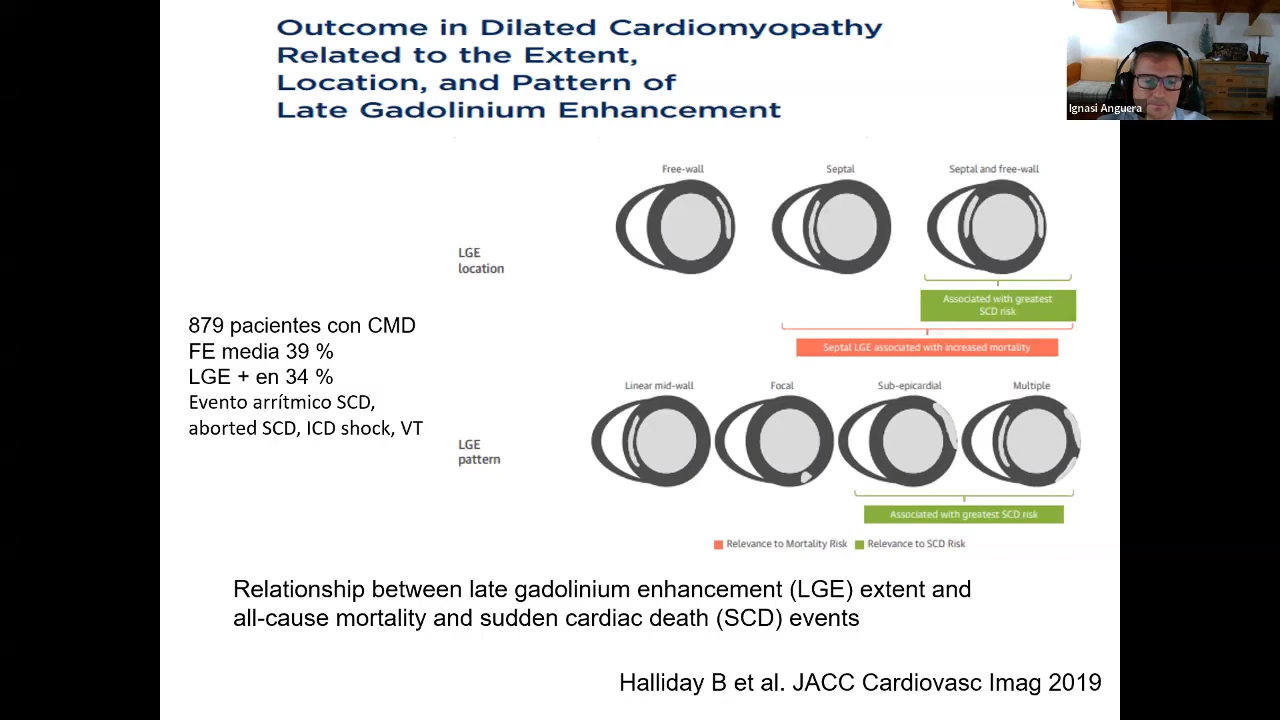 Outcome in Dilated Cardiomyopathy
Related to the Extent,
Location, and Pattern of
Late Gadolinium Enhancement
Ignasi Anguera
Free-wall
Septal
Septal and free-wall
LGE
location
Associated with greatest
SCD risk
Septal LGE associated with increased mortality
879 pacientes con CMD
FE media 39 %
LGE + en 34 %
Evento arrítmico SCD,
aborted SCD, ICD shock, VT
Linear mid-wall
Focal
Sub-epicardial
Multiple
LGE
pattern
Associated with greatest SCD risk
Relevance to Mortality Risk
Relevance to SCD Risk
Relationship between late gadolinium enhancement (LGE) extent and
all-cause mortality and sudden cardiac death (SCD) events
Halliday B et al. JACC Cardiovasc Imag 2019